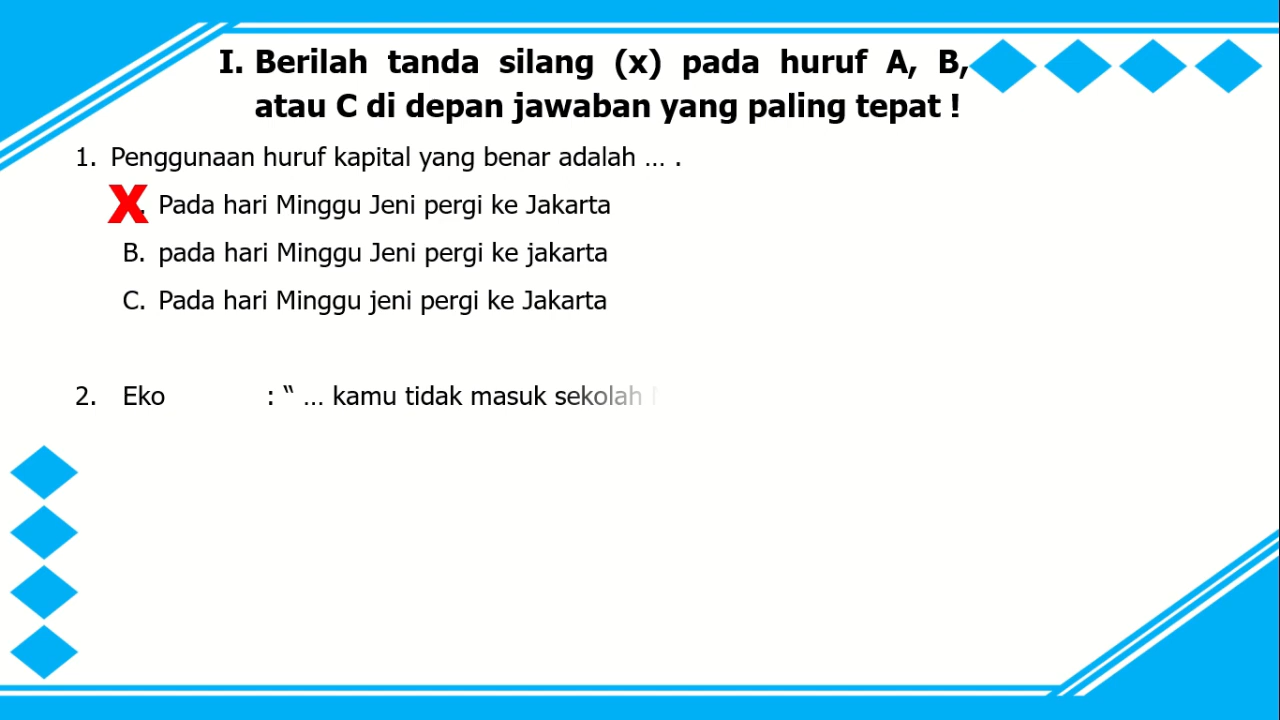 I. Berilah tanda silang (x) pada huruf A, B,
atau C di depan jawaban yang paling tepat !
1. Penggunaan huruf kapital yang benar adalah ... .
X. Pada hari Minggu Jeni pergi ke Jakarta
B. pada hari Minggu Jeni pergi ke jakarta
C. Pada hari Minggu jeni pergi ke Jakarta
2. Eko : “ ... kamu tidak masuk sekolah